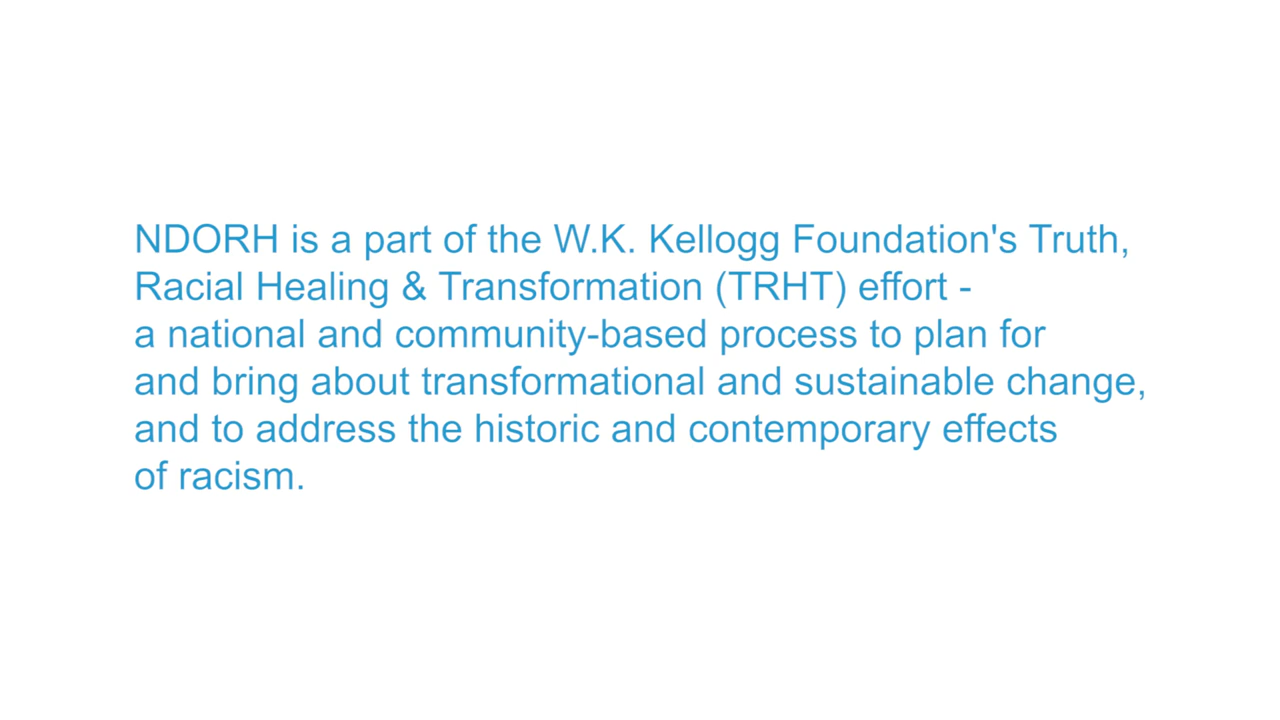 NDORH is a part of the W.K. Kellogg Foundation's Truth,
Racial Healing & Transformation (TRHT) effort -
a national and community-based process to plan for
and bring about transformational and sustainable change,
and to address the historic and contemporary effects
of racism.